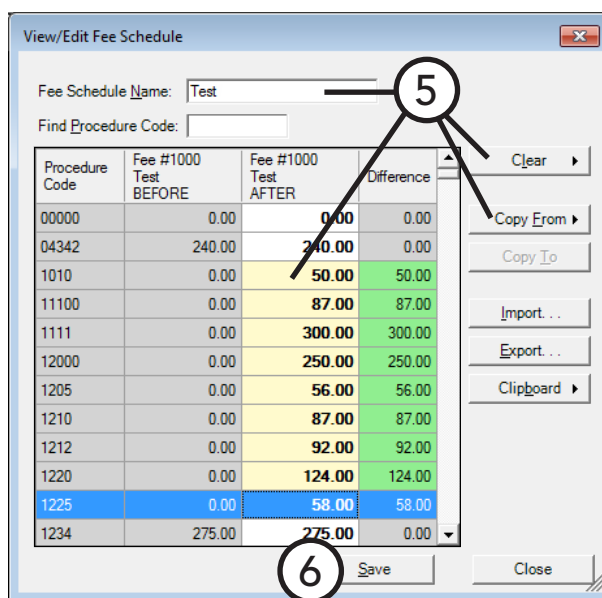 View/Edit Fee Schedule
Fee Schedule Name: Test
5
Find Procedure Code:
Procedure Code Fee #1000 Test BEFORE Fee #1000 Test AFTER Difference
Clear
00000 0.00 0.00 0.00
Copy From
04342 240.00 240.00 0.00
Copy To
1010 0.00 50.00 50.00
11100 0.00 87.00 87.00
Import. . .
1111 0.00 300.00 300.00
12000 0.00 250.00 250.00
Export. . .
1205 0.00 56.00 56.00
Clipboard
1210 0.00 87.00 87.00
1212 0.00 92.00 92.00
1220 0.00 124.00 124.00
1225 0.00 58.00 58.00
1234 275.00 275.00 0.00
6 Save Close